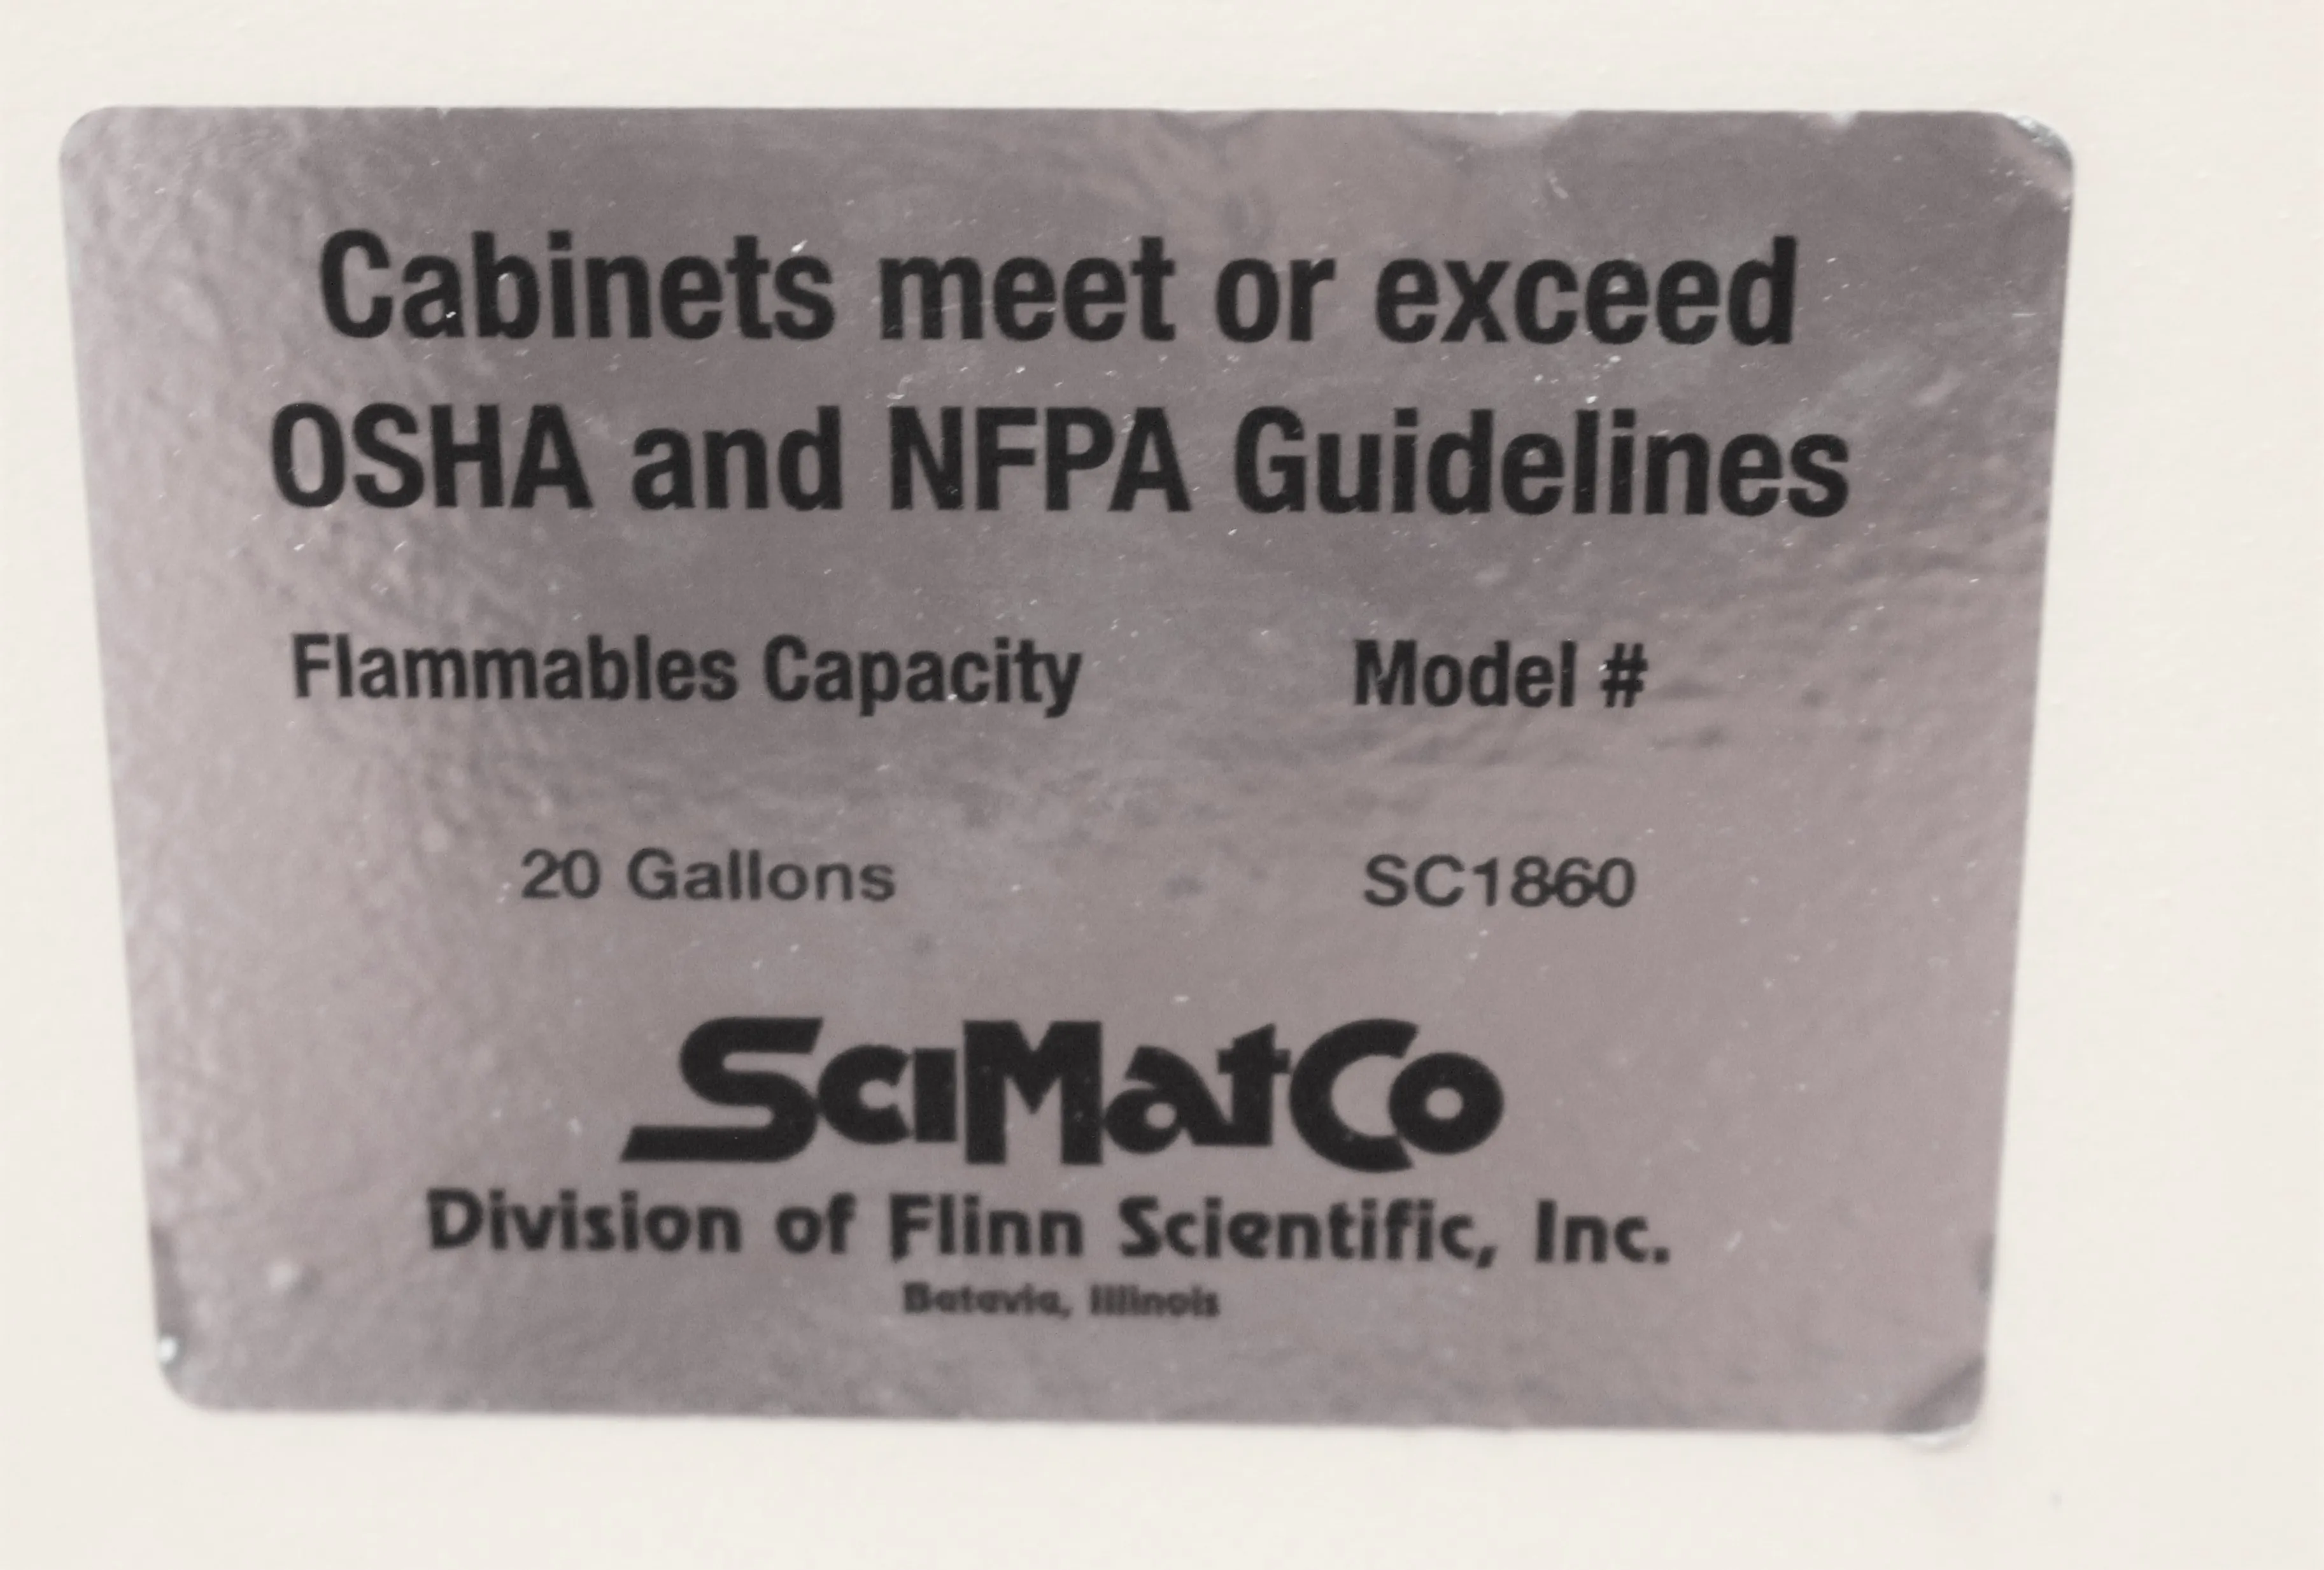 Cabinets meet or exceed
OSHA and NFPA Guidelines
Flammables Capacity Model #
20 Gallons SC1860
SciMatCo
Division of Flinn Scientific, Inc.
Batavia, Illinois